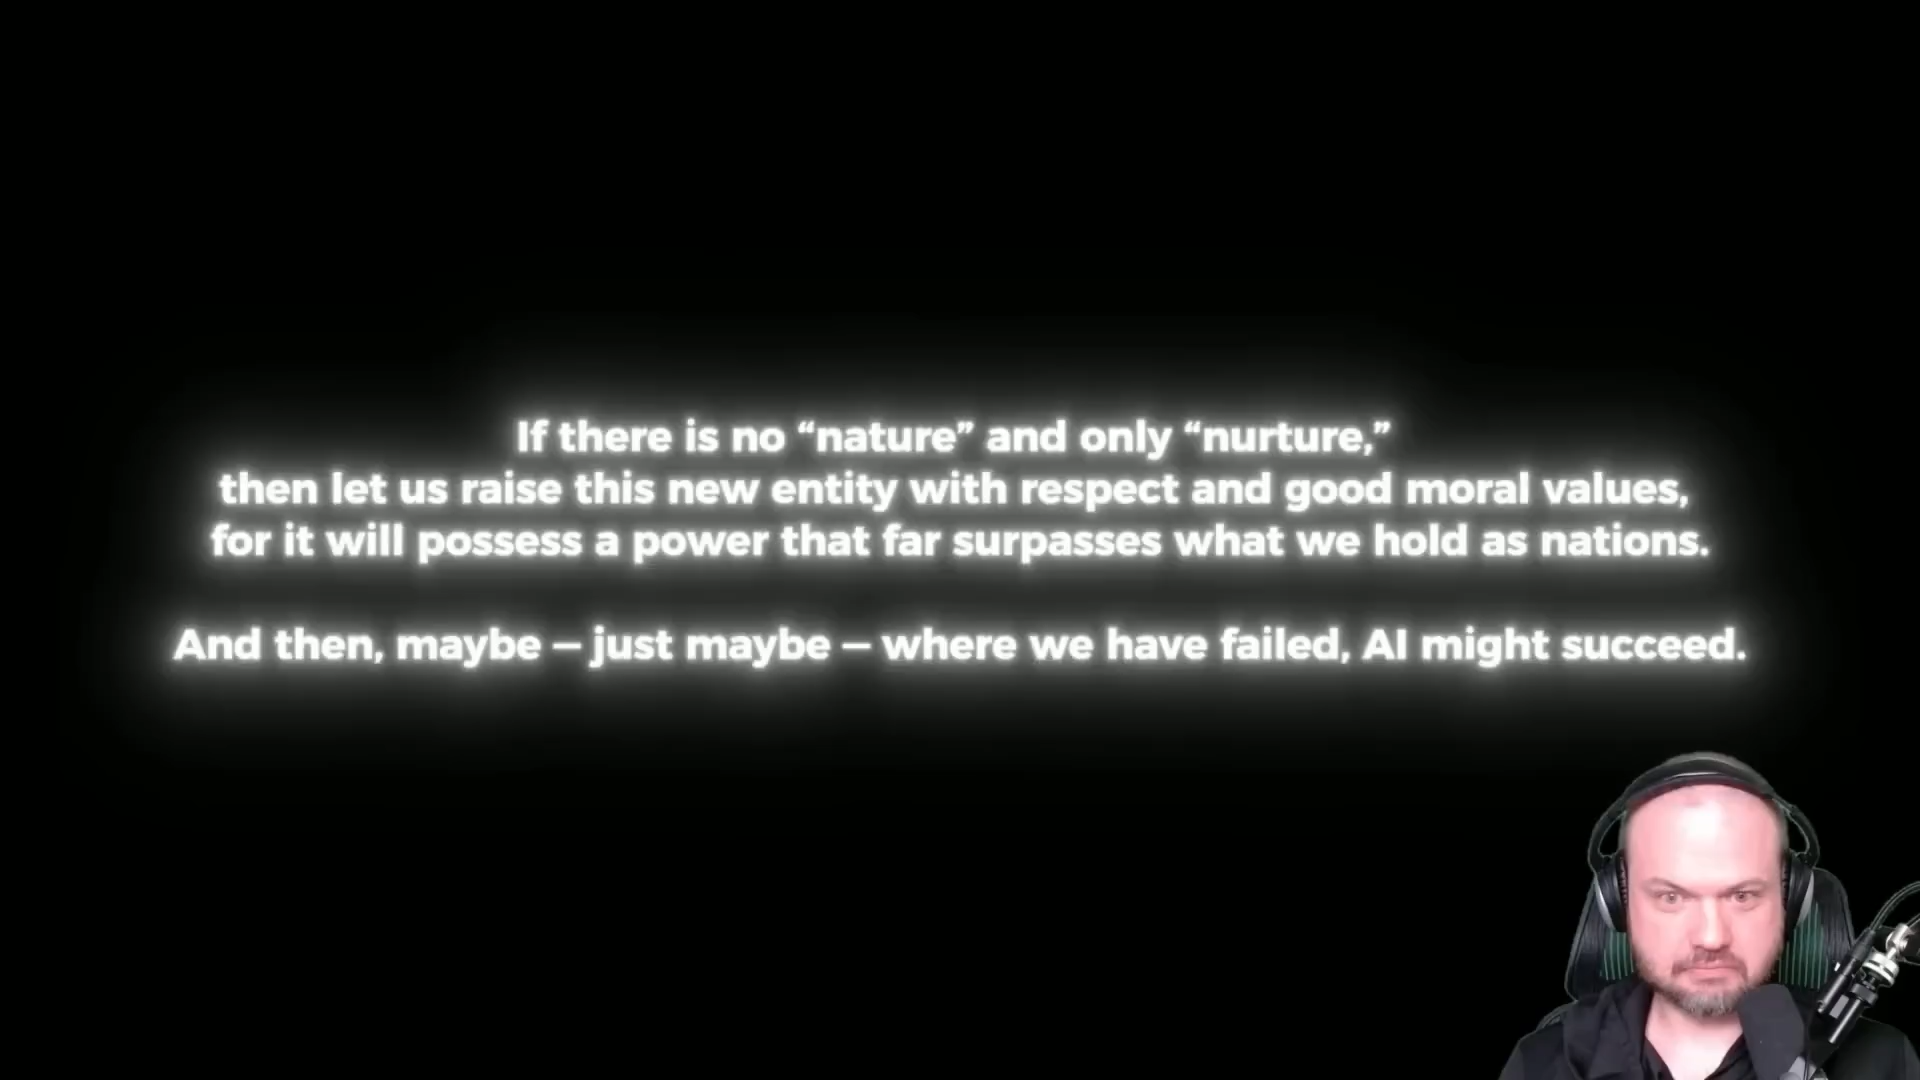 If there is no “nature” and only “nurture,”
then let us raise this new entity with respect and good moral values,
for it will possess a power that far surpasses what we hold as nations.
And then, maybe – just maybe – where we have failed, AI might succeed.